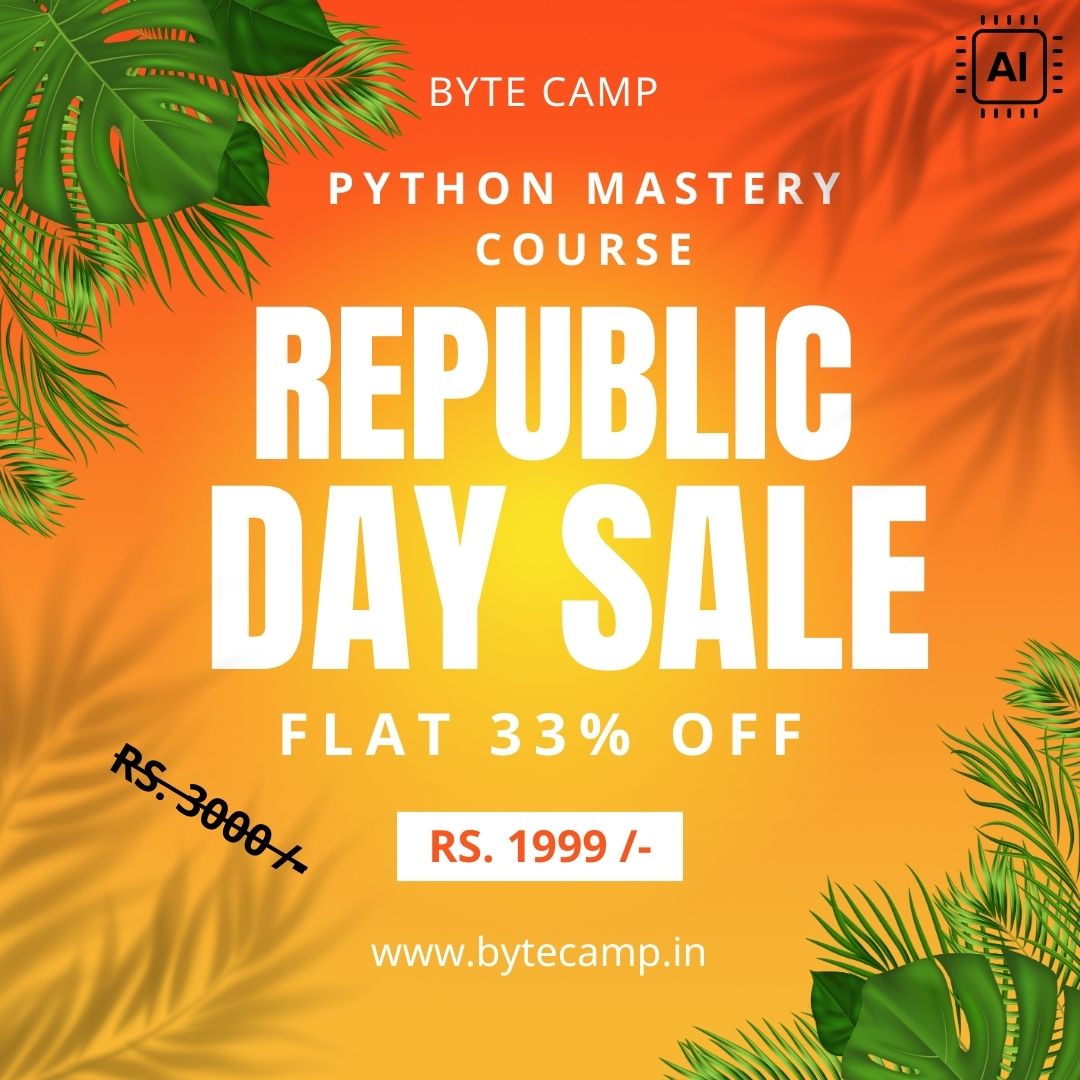 AI
BYTE CAMP
PYTHON MASTERY
COURSE
REPUBLIC
DAY SALE
FLAT 33% OFF
RS. 3000 /-
RS. 1999 /-
www.bytecamp.in